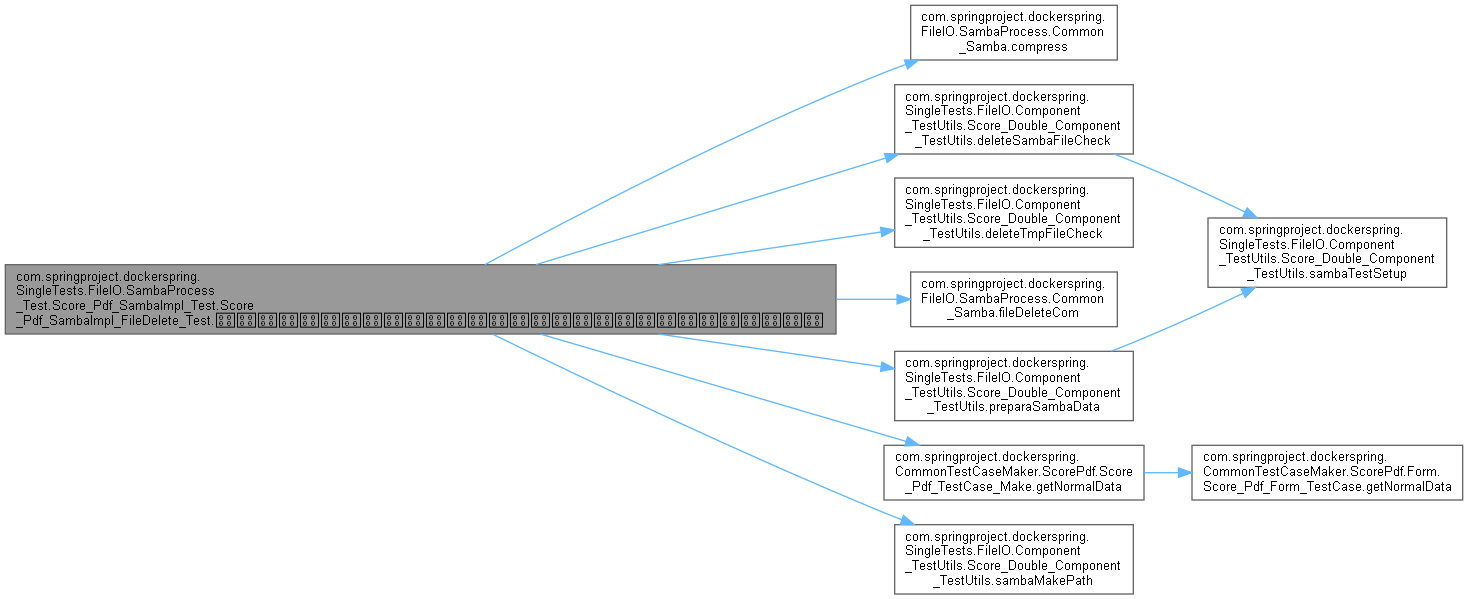 com.springproject.dockerspring.
SingleTests.FileIO.SambaProcess
_Test.Score_Pdf_SambaImpl_Test.Score
_Pdf_SambaImpl_FileDelete_Test.
com.springproject.dockerspring.
FileIO.SambaProcess.Common
_Samba.compress
com.springproject.dockerspring.
SingleTests.FileIO.Component
_TestUtils.Score_Double_Component
_TestUtils.deleteSambaFileCheck
com.springproject.dockerspring.
SingleTests.FileIO.Component
_TestUtils.Score_Double_Component
_TestUtils.deleteTmpFileCheck
com.springproject.dockerspring.
FileIO.SambaProcess.Common
_Samba.fileDeleteCom
com.springproject.dockerspring.
SingleTests.FileIO.Component
_TestUtils.Score_Double_Component
_TestUtils.preparaSambaData
com.springproject.dockerspring.
CommonTestCaseMaker.ScorePdf.Score
_Pdf_TestCase_Make.getNormalData
com.springproject.dockerspring.
SingleTests.FileIO.Component
_TestUtils.Score_Double_Component
_TestUtils.sambaMakePath
com.springproject.dockerspring.
SingleTests.FileIO.Component
_TestUtils.Score_Double_Component
_TestUtils.sambaTestSetup
com.springproject.dockerspring.
CommonTestCaseMaker.ScorePdf.Form.
Score_Pdf_Form_TestCase.getNormalData